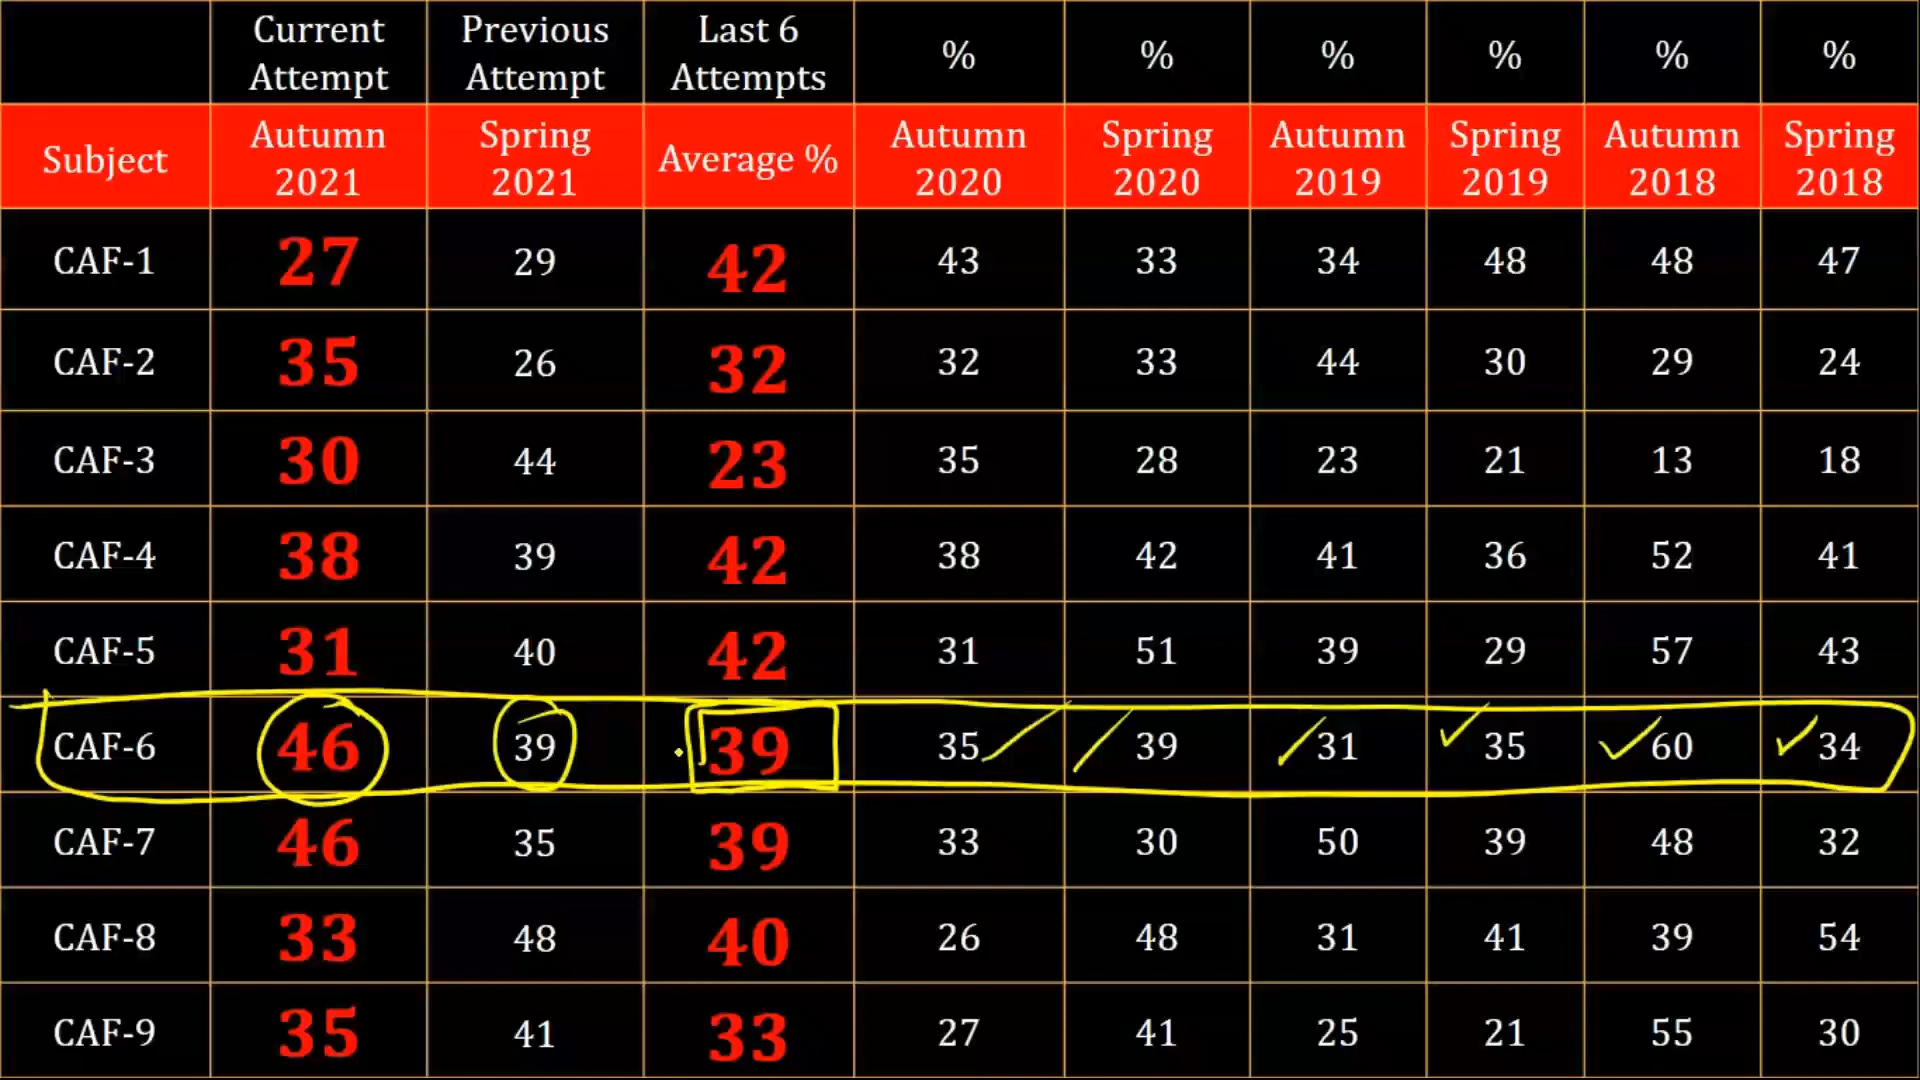 Current Attempt Previous Attempt Last 6 Attempts % % % % % %
Subject Autumn 2021 Spring 2021 Average % Autumn 2020 Spring 2020 Autumn 2019 Spring 2019 Autumn 2018 Spring 2018
CAF-1 27 29 42 43 33 34 48 48 47
CAF-2 35 26 32 32 33 44 30 29 24
CAF-3 30 44 23 35 28 23 21 13 18
CAF-4 38 39 42 38 42 41 36 52 41
CAF-5 31 40 42 31 51 39 29 57 43
CAF-6 46 39 39 35 39 31 35 60 34
CAF-7 46 35 39 33 30 50 39 48 32
CAF-8 33 48 40 26 48 31 41 39 54
CAF-9 35 41 33 27 41 25 21 55 30